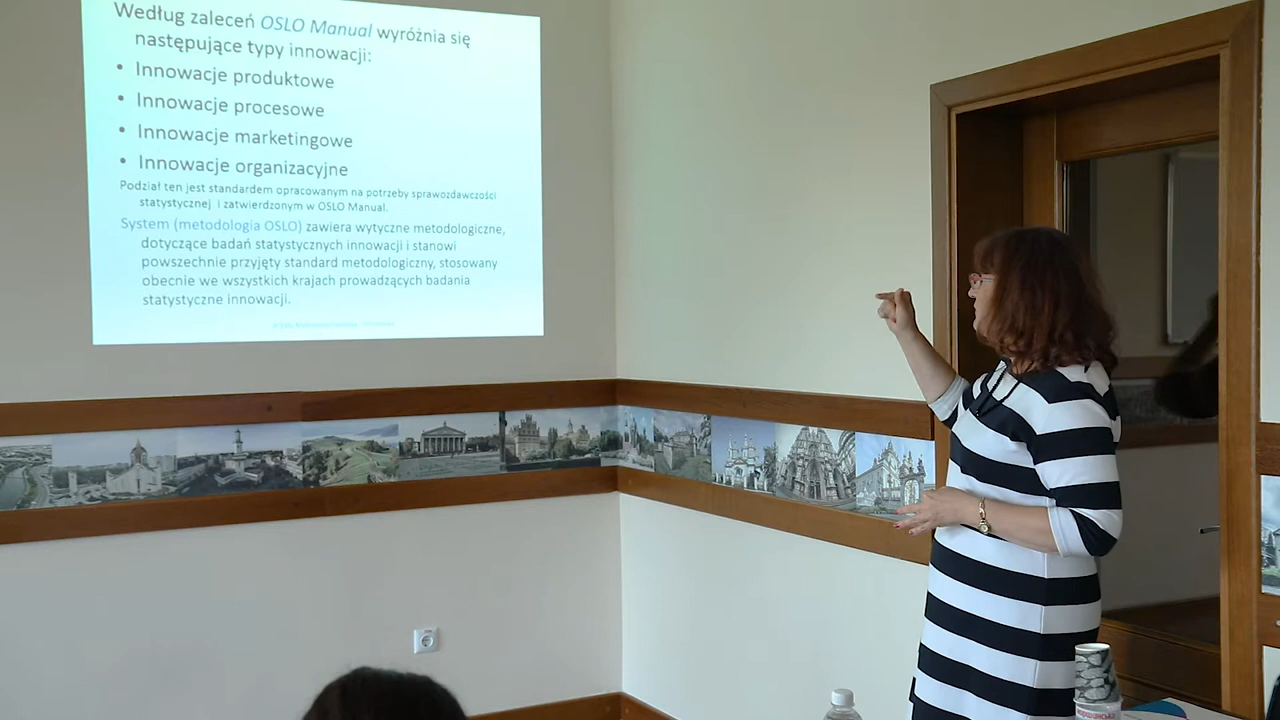 Według zaleceń OSLO Manual wyróżnia się
następujące typy innowacji:
• Innowacje produktowe
• Innowacje procesowe
• Innowacje marketingowe
• Innowacje organizacyjne
Podział ten jest standardem opracowanym na potrzeby sprawozdawczości
statystycznej i zatwierdzonym w OSLO Manual.
System (metodologia OSLO) zawiera wytyczne metodologiczne,
dotyczące badań statystycznych innowacji i stanowi
powszechnie przyjęty standard metodologiczny, stosowany
obecnie we wszystkich krajach prowadzących badania
statystyczne innowacji.